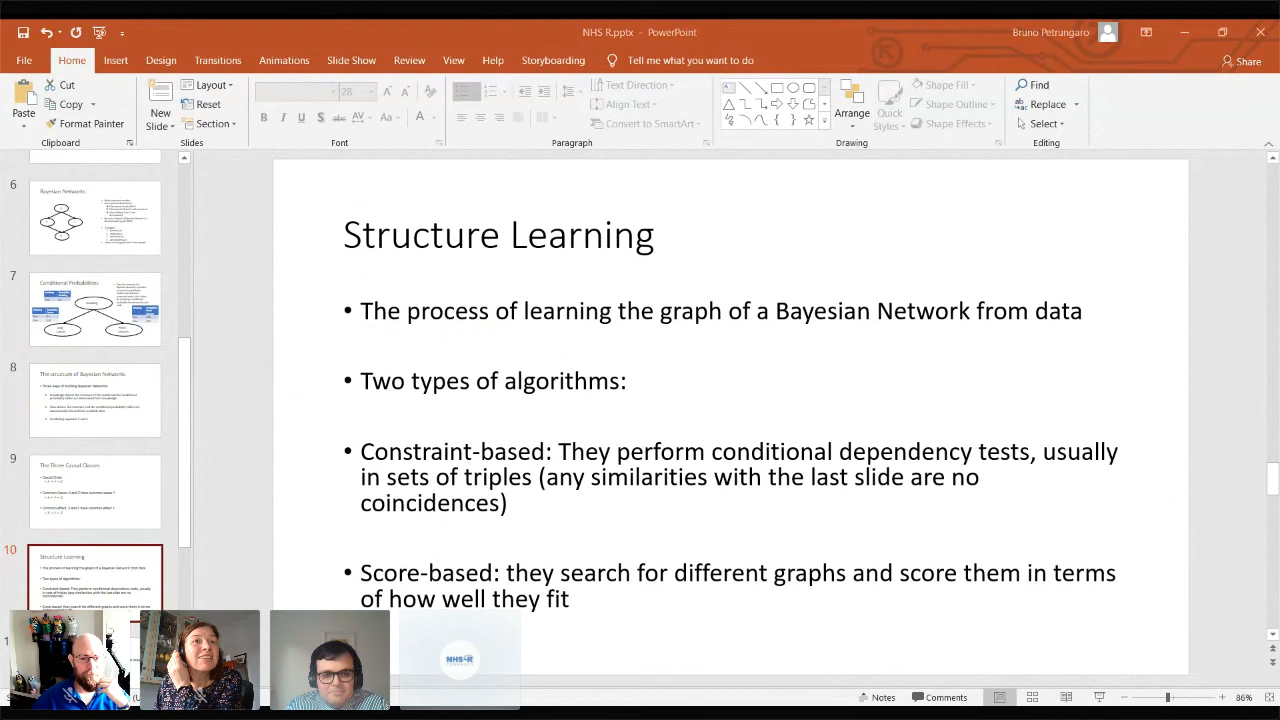 NHS R.pptx - PowerPoint
Bruno Petrungaro
File Home Insert Design Transitions Animations Slide Show Review View Help Storyboarding Tell me what you want to do Share
Paste
Cut
Copy
Format Painter
Clipboard
New
Slide
Layout
Reset
Section
Slides
28
Font
Text Direction
Align Text
Convert to SmartArt
Paragraph
Arrange
Quick
Styles
Shape Fill
Shape Outline
Shape Effects
Drawing
Find
Replace
Select
Editing
6
Bayesian Networks
7
Conditional Probabilities
8
The structure of Bayesian Networks
9
The Three Causal Classes
10
Structure Learning
Structure Learning
• The process of learning the graph of a Bayesian Network from data
• Two types of algorithms:
• Constraint-based: They perform conditional dependency tests, usually
in sets of triples (any similarities with the last slide are no
coincidences)
• Score-based: they search for different graphs and score them in terms
of how well they fit
NHS-R
Notes Comments 86%